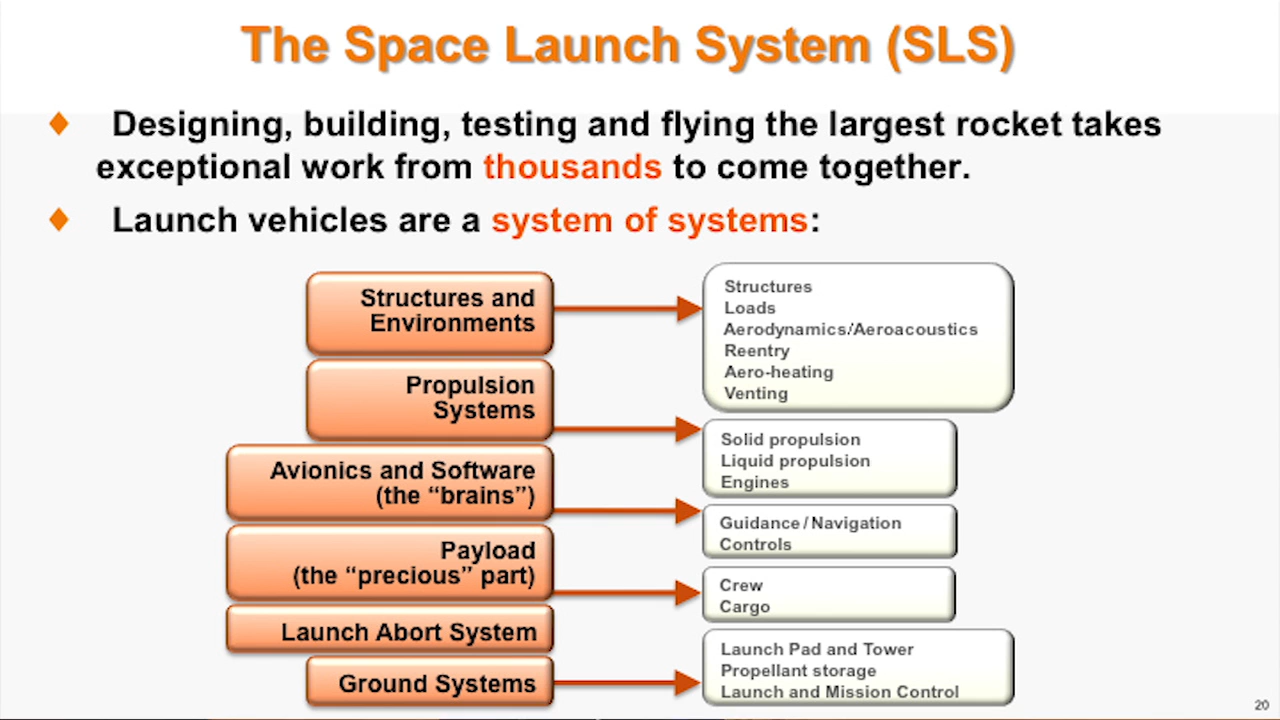 The Space Launch System (SLS)
Designing, building, testing and flying the largest rocket takes
exceptional work from thousands to come together.
Launch vehicles are a system of systems:
Structures and
Environments
Structures
Loads
Aerodynamics/Aeroacoustics
Reentry
Aero-heating
Venting
Propulsion
Systems
Solid propulsion
Liquid propulsion
Engines
Avionics and Software
(the “brains”)
Guidance / Navigation
Controls
Payload
(the “precious” part)
Crew
Cargo
Launch Abort System
Ground Systems
Launch Pad and Tower
Propellant storage
Launch and Mission Control
20